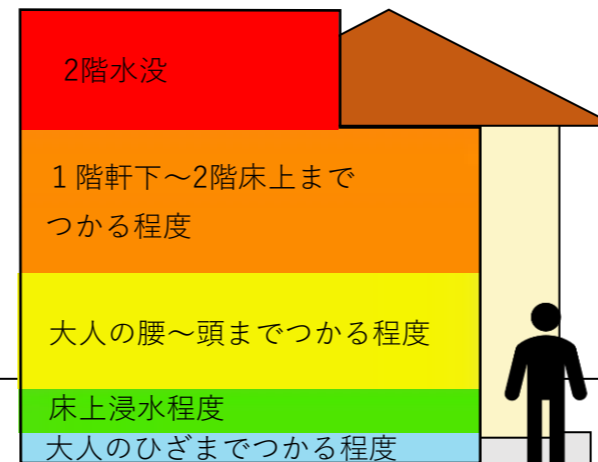 2階水没
１階軒下～2階床上まで
つかる程度
大人の腰～頭までつかる程度
床上浸水程度
大人のひざまでつかる程度